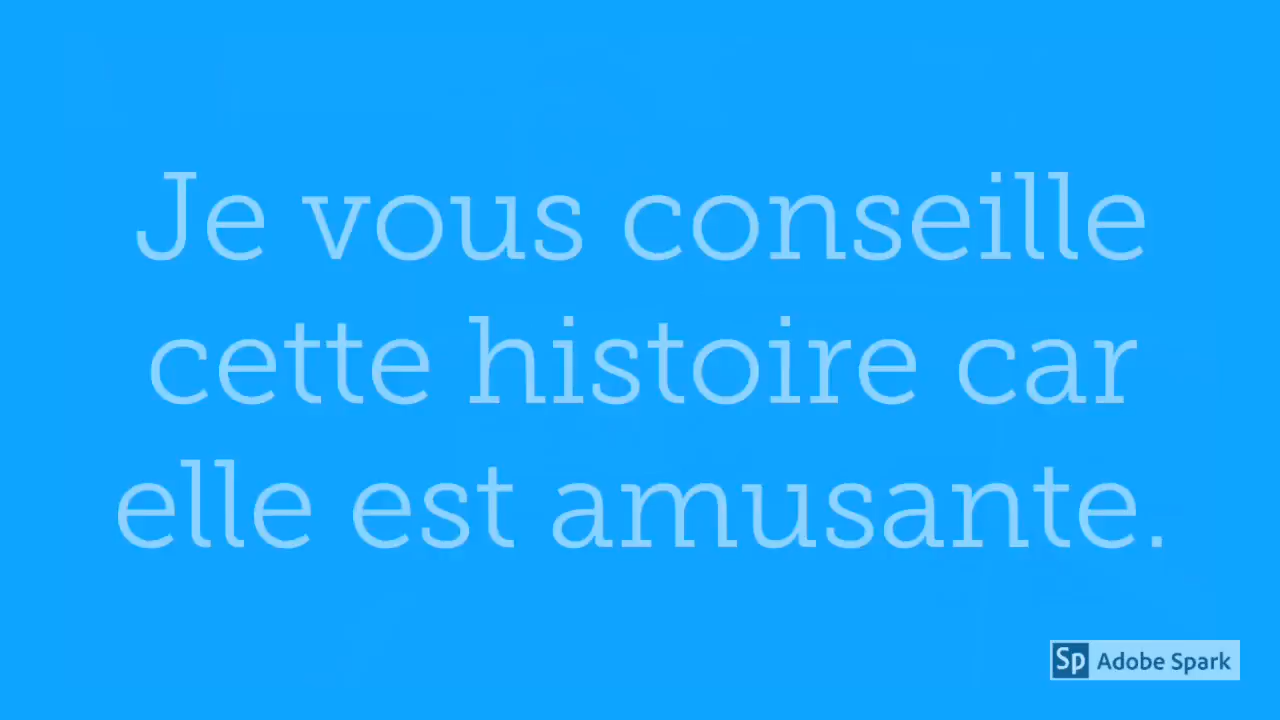 Je vous conseille
cette histoire car
elle est amusante.
Sp Adobe Spark